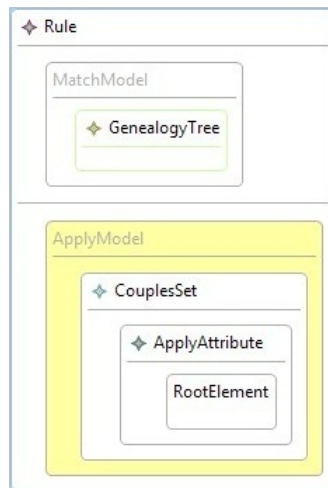 Rule
MatchModel
GenealogyTree
ApplyModel
CouplesSet
ApplyAttribute
RootElement